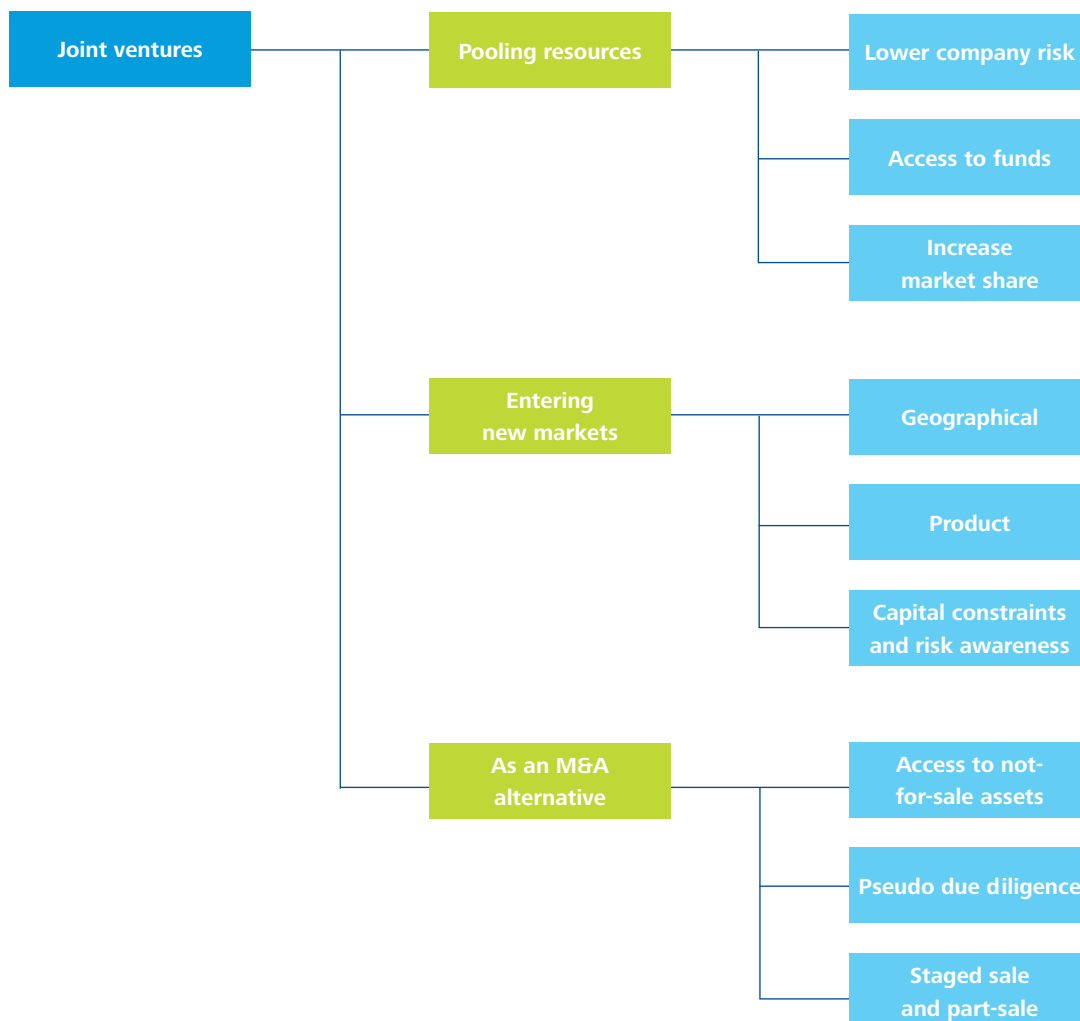 Joint ventures
Pooling resources
Lower company risk
Access to funds
Increase
market share
Entering
new markets
Geographical
Product
Capital constraints
and risk awareness
As an M&A
alternative
Access to not-
for-sale assets
Pseudo due diligence
Staged sale
and part-sale